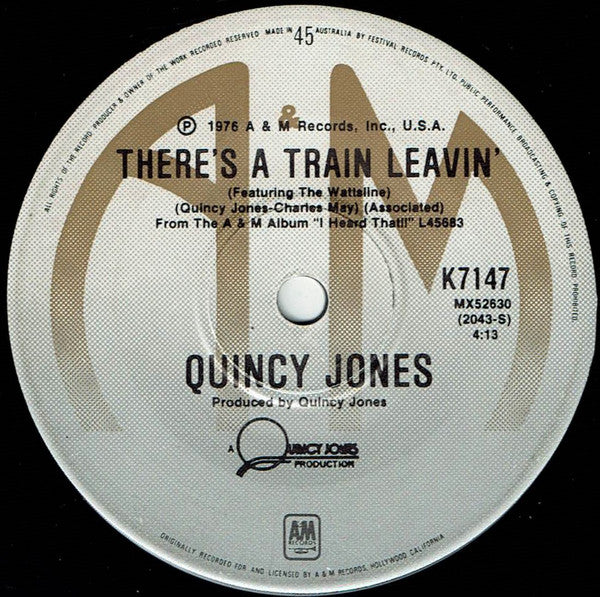 ALL RIGHTS OF THE RECORD. PRODUCER & OWNER OF THE WORK RECORDED RESERVED. MADE IN AUSTRALIA BY FESTIVAL RECORDS PTY. LTD. PUBLIC PERFORMANCE BROADCASTING & COPYING OF THIS RECORD PROHIBITED.
45
A&M
℗ 1976 A & M Records, Inc., U.S.A.
THERE'S A TRAIN LEAVIN'
(Featuring The Wattsline)
(Quincy Jones-Charles May) (Associated)
From The A & M Album "I Heard That!!" L45683
K7147
MX52630
(2043-S)
4:13
QUINCY JONES
Produced by Quincy Jones
A QUINCY JONES
PRODUCTION
A&M
RECORDS
ORIGINALLY RECORDED FOR AND LICENSED BY A & M RECORDS, HOLLYWOOD CALIFORNIA